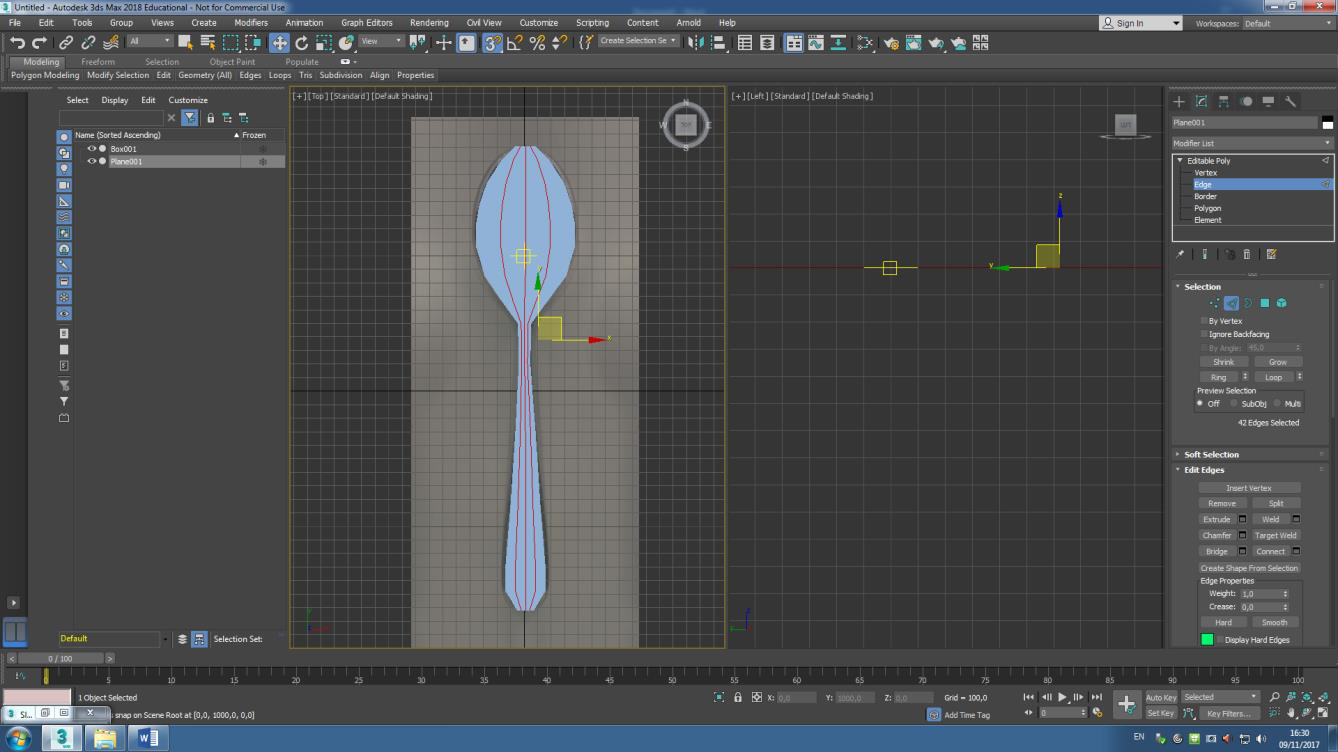 Untitled - Autodesk 3ds Max 2018 Educational - Not for Commercial Use
File Edit Tools Group Views Create Modifiers Animation Graph Editors Rendering Civil View Customize Scripting Content Arnold Help Sign In Workspaces: Default
All View Create Selection Se
Modeling Freeform Selection Object Paint Populate
Polygon Modeling Modify Selection Edit Geometry (All) Edges Loops Tris Subdivision Align Properties
Select Display Edit Customize
Name (Sorted Ascending) Frozen
Box001
Plane001
Default Selection Set:
[+] [Top] [Standard] [Default Shading]
N
W E
S
TOP
y
x
[+] [Left] [Standard] [Default Shading]
LEFT
z
y
Plane001
Modifier List
Editable Poly
Vertex
Edge
Border
Polygon
Element
Selection
By Vertex
Ignore Backfacing
By Angle: 45,0
Shrink Grow
Ring Loop
Preview Selection
Off SubObj Multi
42 Edges Selected
Soft Selection
Edit Edges
Insert Vertex
Remove Split
Extrude Weld
Chamfer Target Weld
Bridge Connect
Create Shape From Selection
Edge Properties
Weight: 1,0
Crease: 0,0
Hard Smooth
Display Hard Edges
0 / 100
0 5 10 15 20 25 30 35 40 45 50 55 60 65 70 75 80 85 90 95 100
1 Object Selected X: 0,0 Y: 1000,0 Z: 0,0 Grid = 100,0 Auto Key Selected
s snap on Scene Root at [0,0, 1000,0, 0,0] Add Time Tag 0 Set Key Key Filters...
EN 16:30
09/11/2017